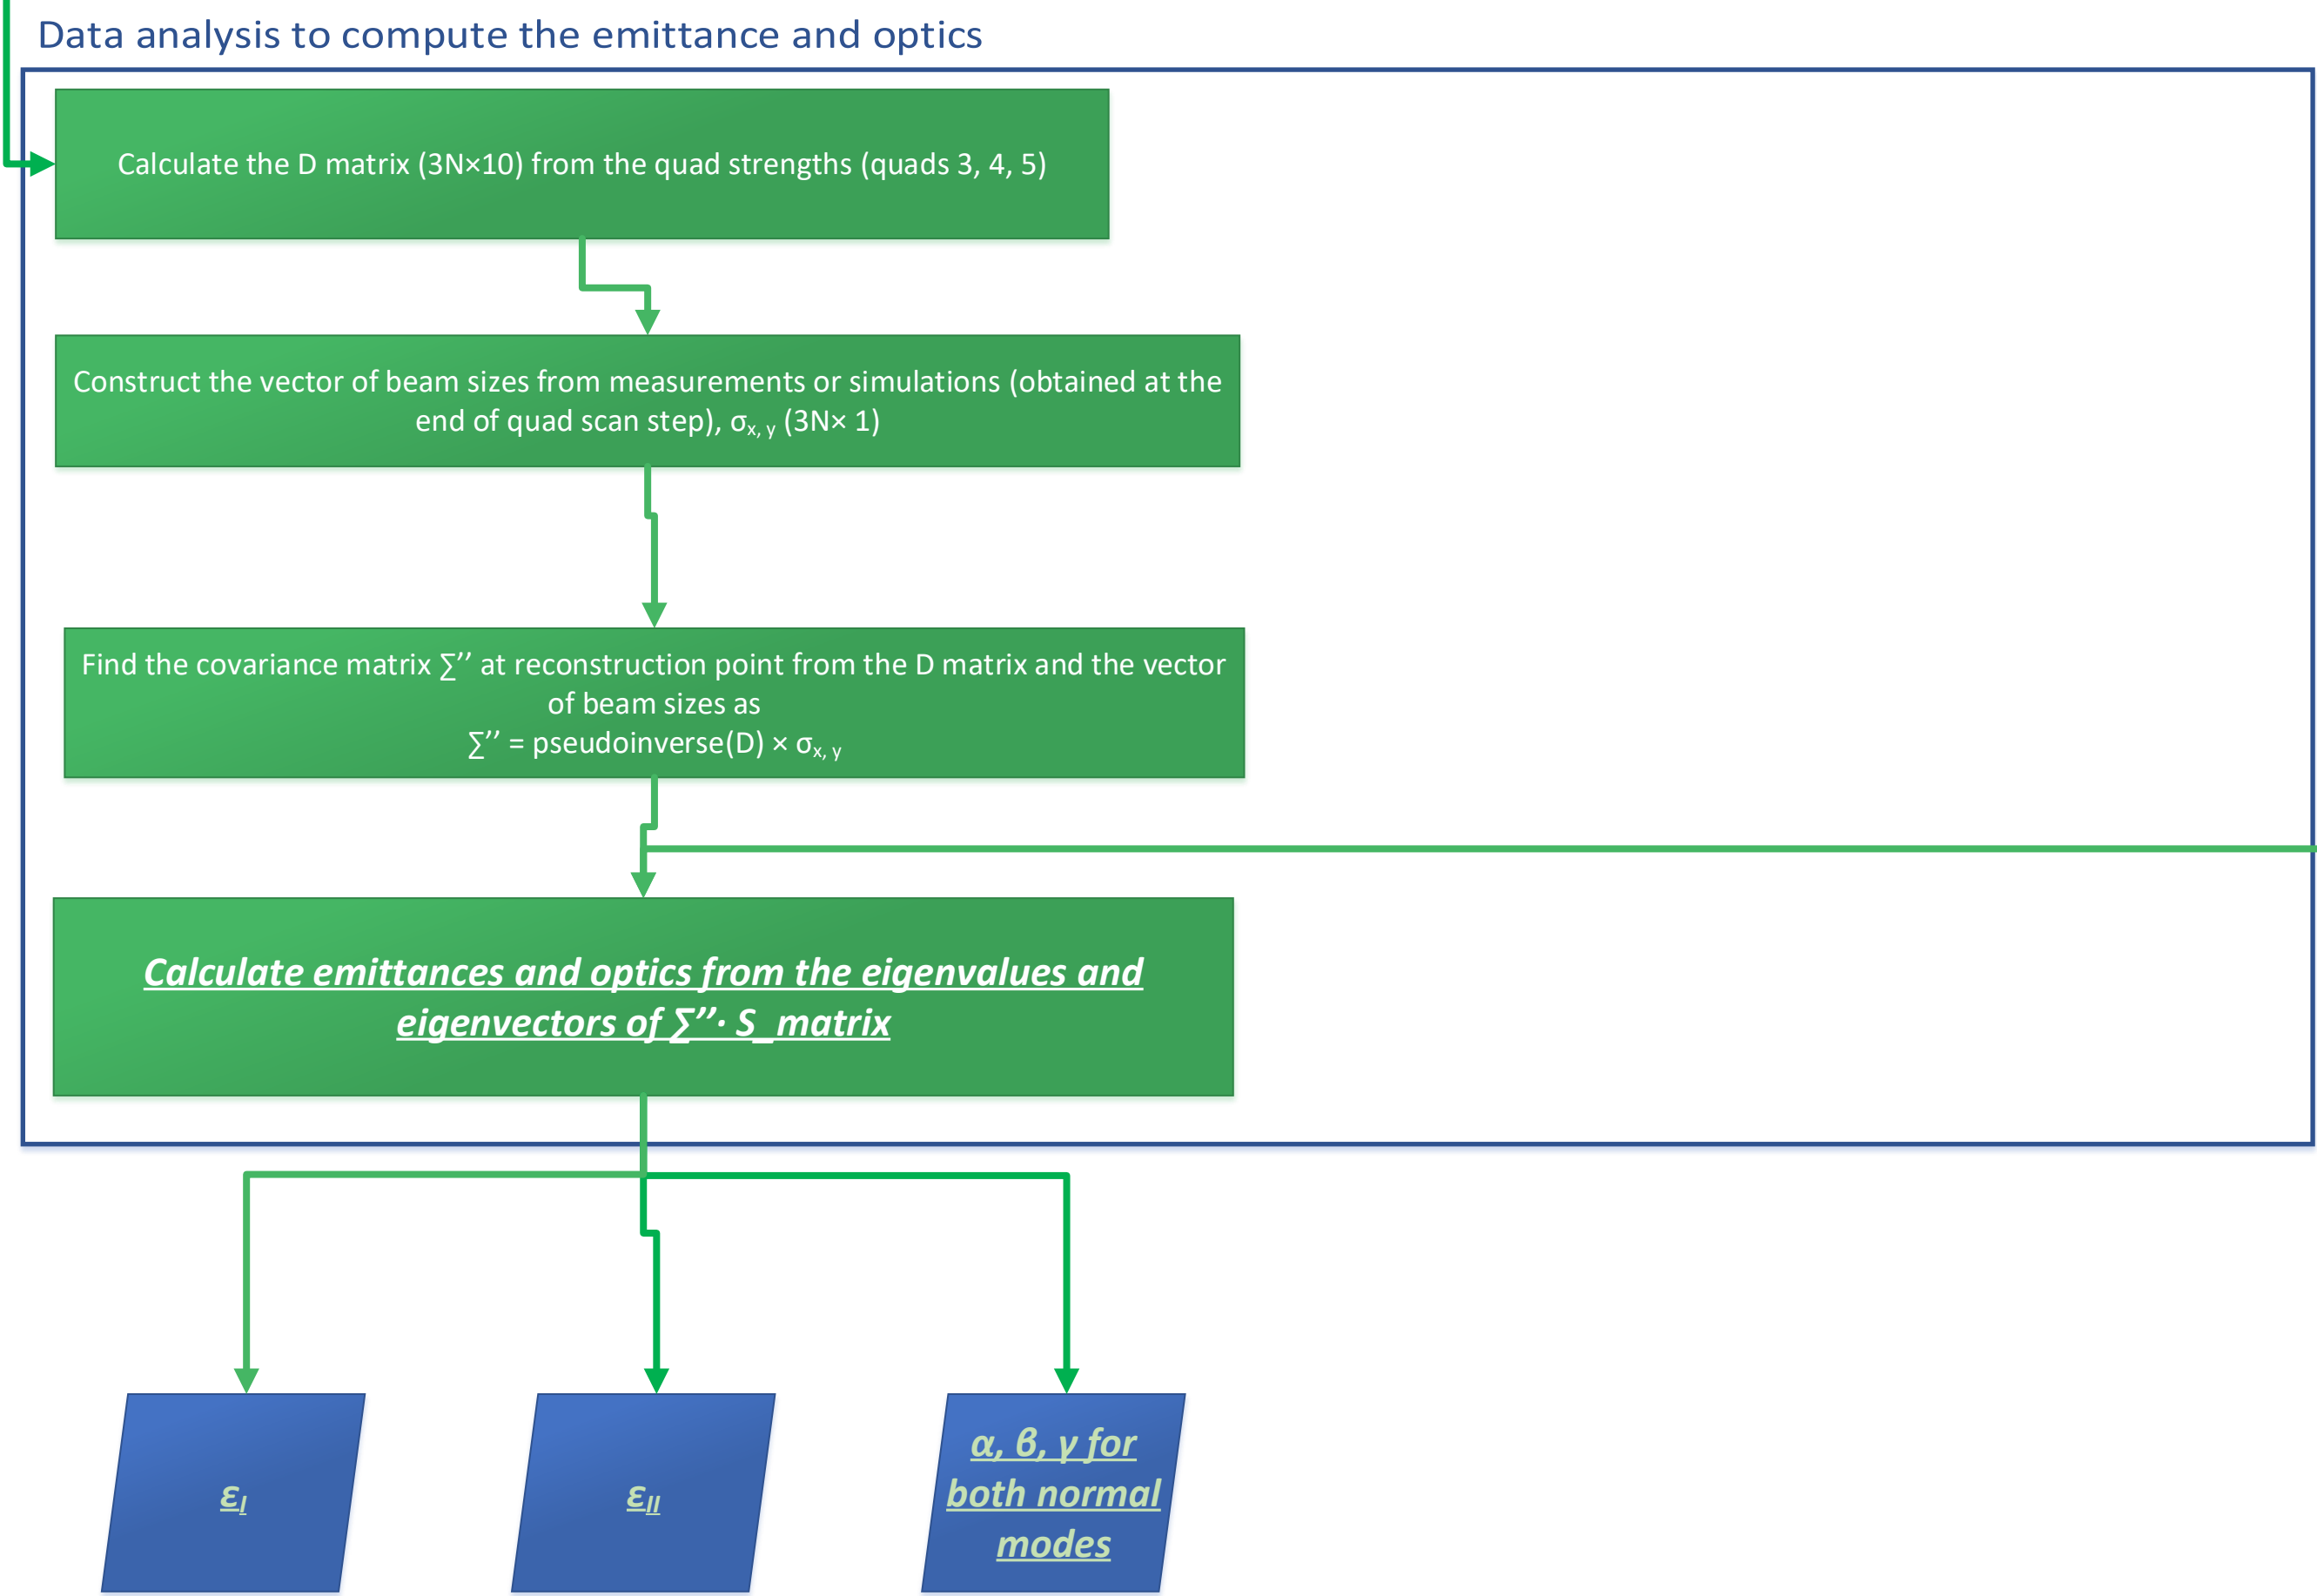 Data analysis to compute the emittance and optics
Calculate the D matrix (3N×10) from the quad strengths (quads 3, 4, 5)
Construct the vector of beam sizes from measurements or simulations (obtained at the
end of quad scan step), σx, y (3N× 1)
Find the covariance matrix ∑’’ at reconstruction point from the D matrix and the vector
of beam sizes as
∑’’ = pseudoinverse(D) × σx, y
Calculate emittances and optics from the eigenvalues and
eigenvectors of ∑’’· S_matrix
εI
εII
α, β, γ for
both normal
modes